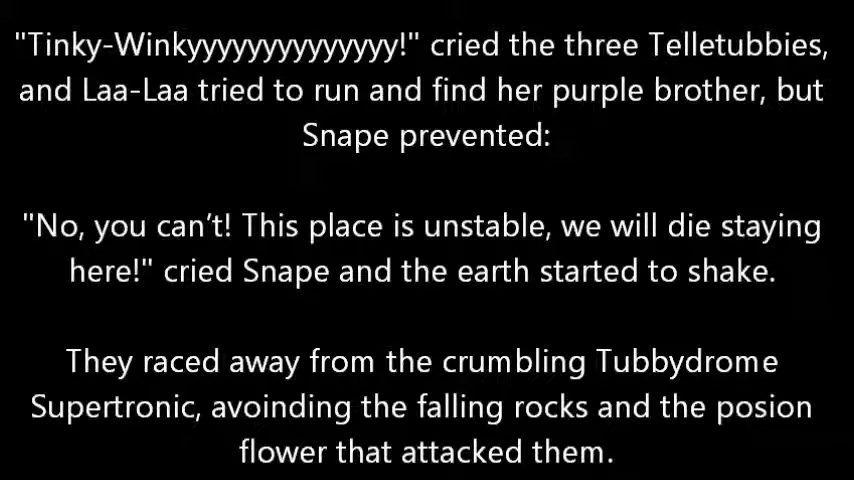 "Tinky-Winkyyyyyyyyyyyyyyy!" cried the three Telletubbies,
and Laa-Laa tried to run and find her purple brother, but
Snape prevented:
"No, you can’t! This place is unstable, we will die staying
here!" cried Snape and the earth started to shake.
They raced away from the crumbling Tubbydrome
Supertronic, avoinding the falling rocks and the posion
flower that attacked them.